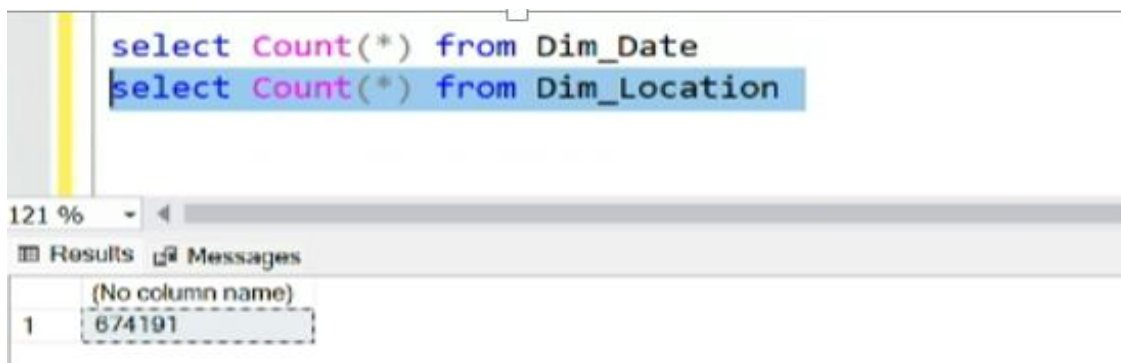 select Count(*) from Dim_Date
select Count(*) from Dim_Location
121 %
Results Messages
(No column name)
1 674191